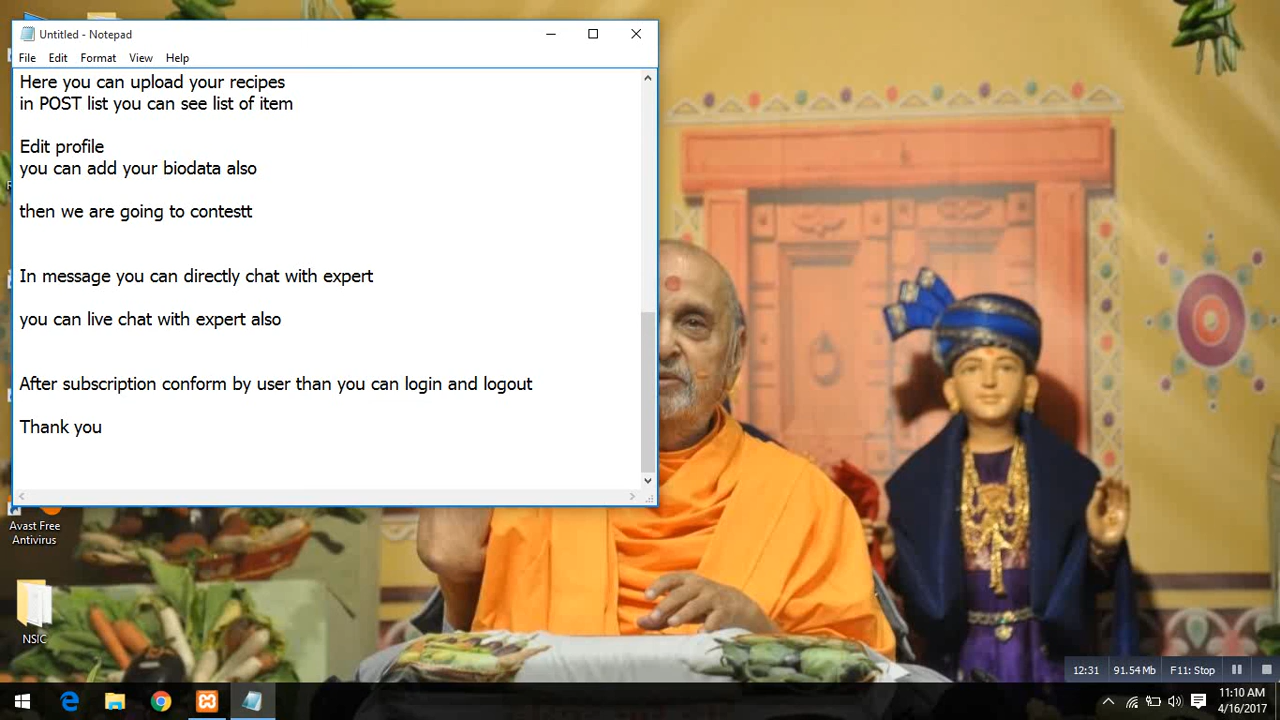 Untitled - Notepad
File Edit Format View Help
Here you can upload your recipes
in POST list you can see list of item
Edit profile
you can add your biodata also
then we are going to contestt
In message you can directly chat with expert
you can live chat with expert also
After subscription conform by user than you can login and logout
Thank you
Avast Free
Antivirus
NSIC
12:31 91.54 Mb F11: Stop
11:10 AM
4/16/2017